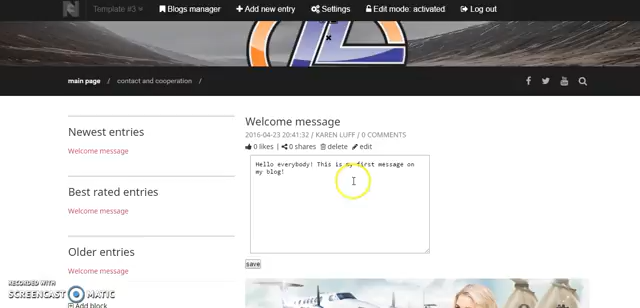 Template #3
Blogs manager
Add new entry
Settings
Edit mode: activated
Log out
main page / contact and cooperation /
Welcome message
2016-04-23 20:41:32 / KAREN LUFF / 0 COMMENTS
0 likes | 0 shares delete edit
Hello everybody! This is my first message on
my blog!
save
Newest entries
Welcome message
Best rated entries
Welcome message
Older entries
Welcome message
Add block
RECORDED WITH
SCREENCAST MATIC